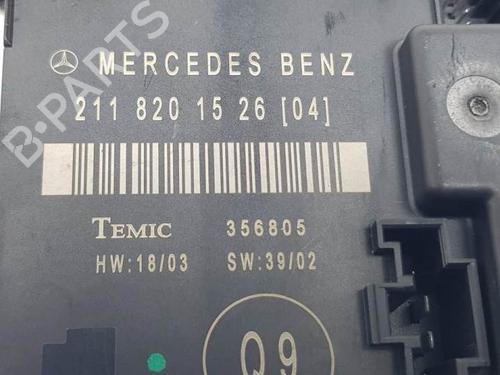 MERCEDES BENZ
211 820 15 26 [04]
TEMIC 356805
HW:18/03 SW:39/02
Q9
B-PARTS